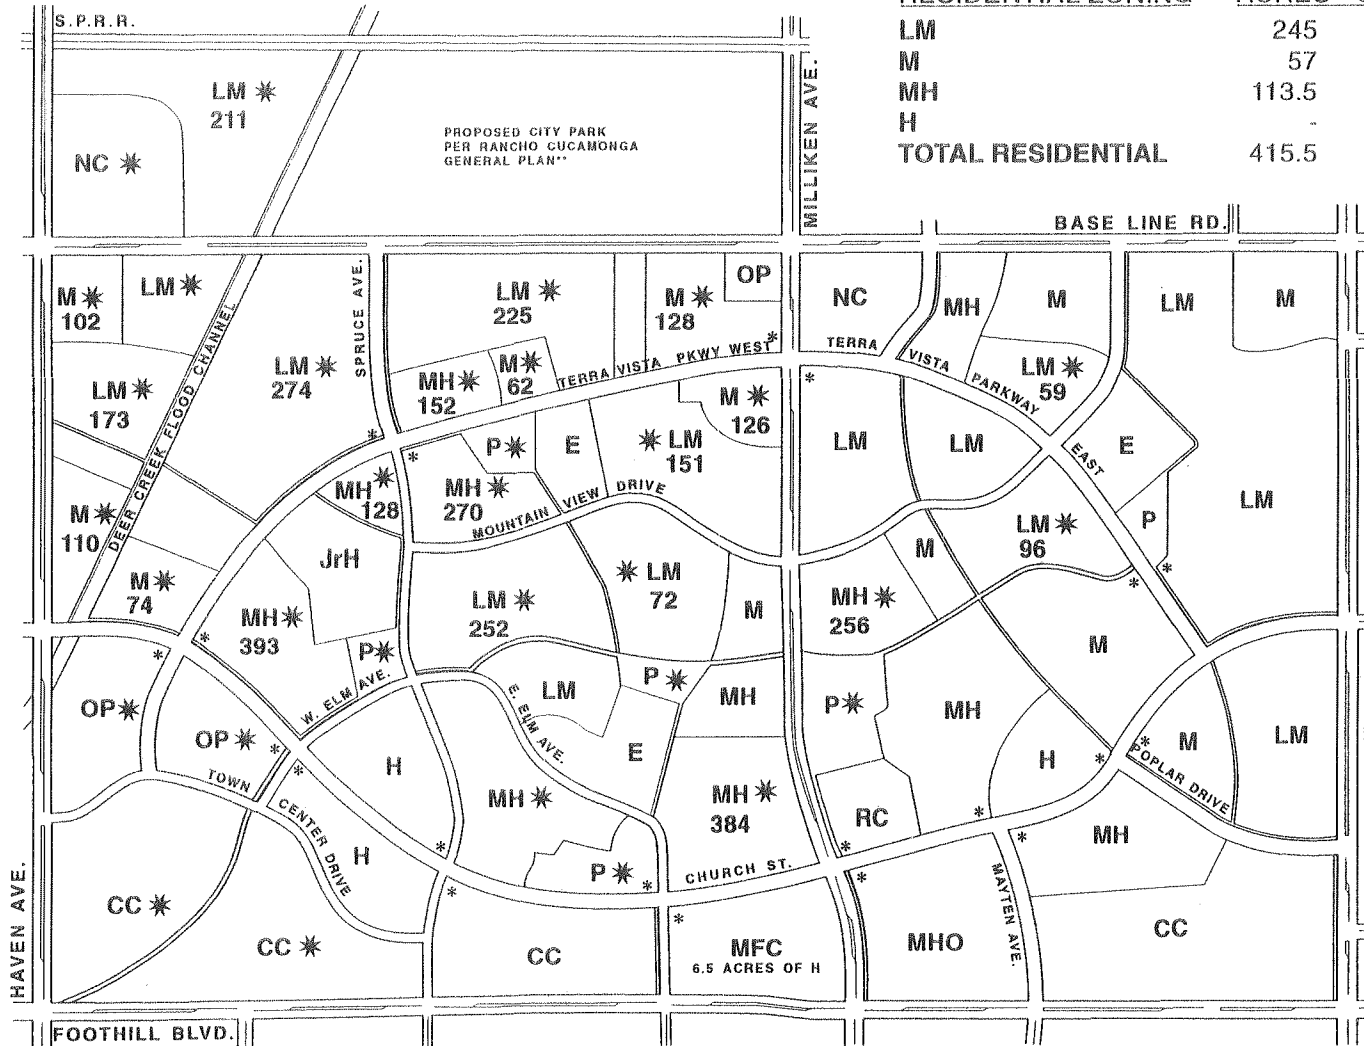 S.P.R.R.
RESIDENTIAL ZONING ACRES
LM 245
M 57
MH 113.5
H -
TOTAL RESIDENTIAL 415.5
LM
211
NC
PROPOSED CITY PARK
PER RANCHO CUCAMONGA
GENERAL PLAN**
MILLIKEN AVE.
BASE LINE RD.
M
102
LM
DEER CREEK FLOOD CHANNEL
SPRUCE AVE.
LM
225
M
128
OP
NC
MH
M
LM
M
LM
173
LM
274
MH
152
M
62
TERRA VISTA PKWY WEST
TERRA VISTA PARKWAY EAST
LM
59
M
126
P
E
LM
151
LM
LM
E
LM
M
110
MH
128
MH
270
MOUNTAIN VIEW DRIVE
P
JrH
M
LM
96
M
74
MH
393
LM
252
LM
72
M
MH
256
M
P
W. ELM AVE.
P
LM
MH
P
MH
OP
OP
E. ELM AVE.
E
H
M
LM
TOWN CENTER DRIVE
H
MH
MH
384
RC
POPLAR DRIVE
H
MH
P
CHURCH ST.
MAYTEN AVE.
HAVEN AVE.
CC
CC
CC
MFC
6.5 ACRES OF H
MHO
CC
FOOTHILL BLVD.